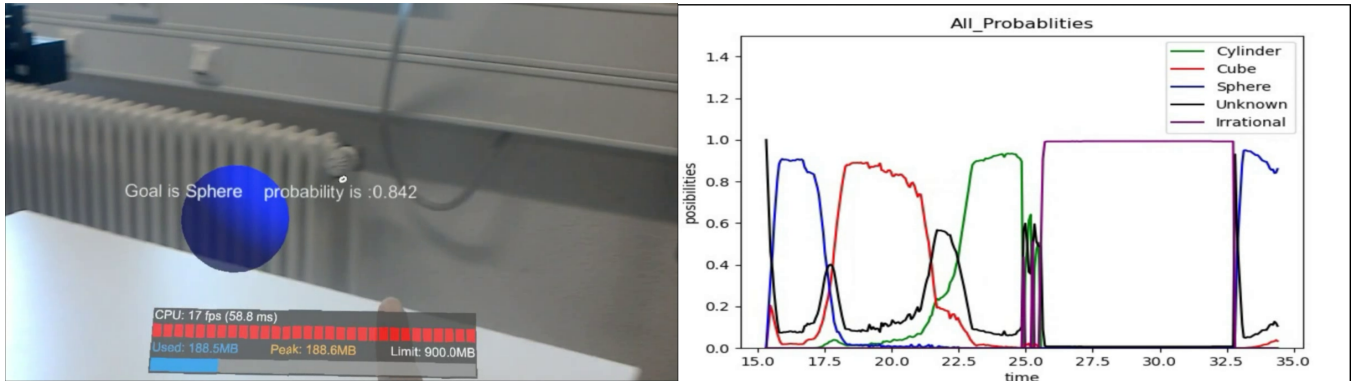 Goal is Sphere probability is :0.842
CPU: 17 fps (58.8 ms)
Used: 188.5MB Peak: 188.6MB Limit: 900.0MB
All_Probablities
posibilities
1.4
1.2
1.0
0.8
0.6
0.4
0.2
0.0
Cylinder
Cube
Sphere
Unknown
Irrational
15.0 17.5 20.0 22.5 25.0 27.5 30.0 32.5 35.0
time